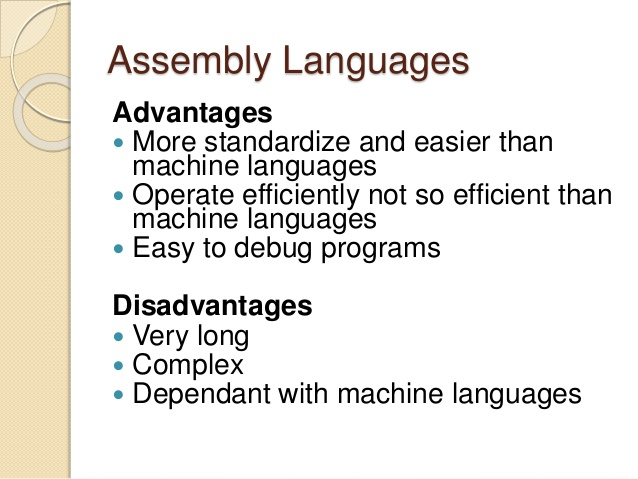 Assembly Languages
Advantages
• More standardize and easier than
machine languages
• Operate efficiently not so efficient than
machine languages
• Easy to debug programs
Disadvantages
• Very long
• Complex
• Dependant with machine languages